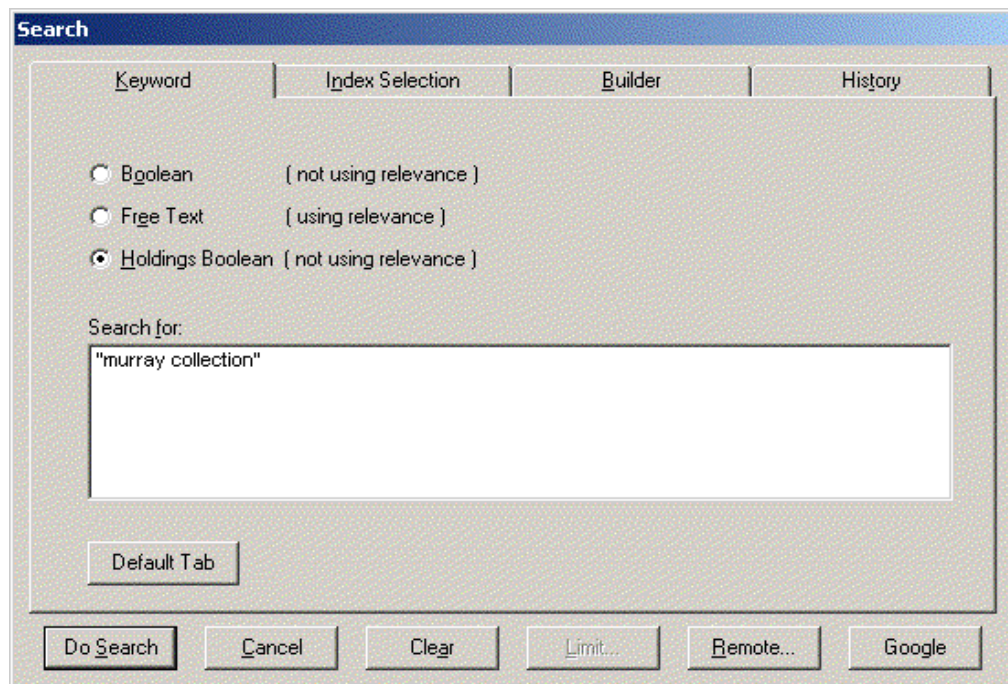 Search
Keyword Index Selection Builder History
Boolean ( not using relevance )
Free Text ( using relevance )
Holdings Boolean ( not using relevance )
Search for:
"murray collection"
Default Tab
Do Search Cancel Clear Limit... Remote... Google